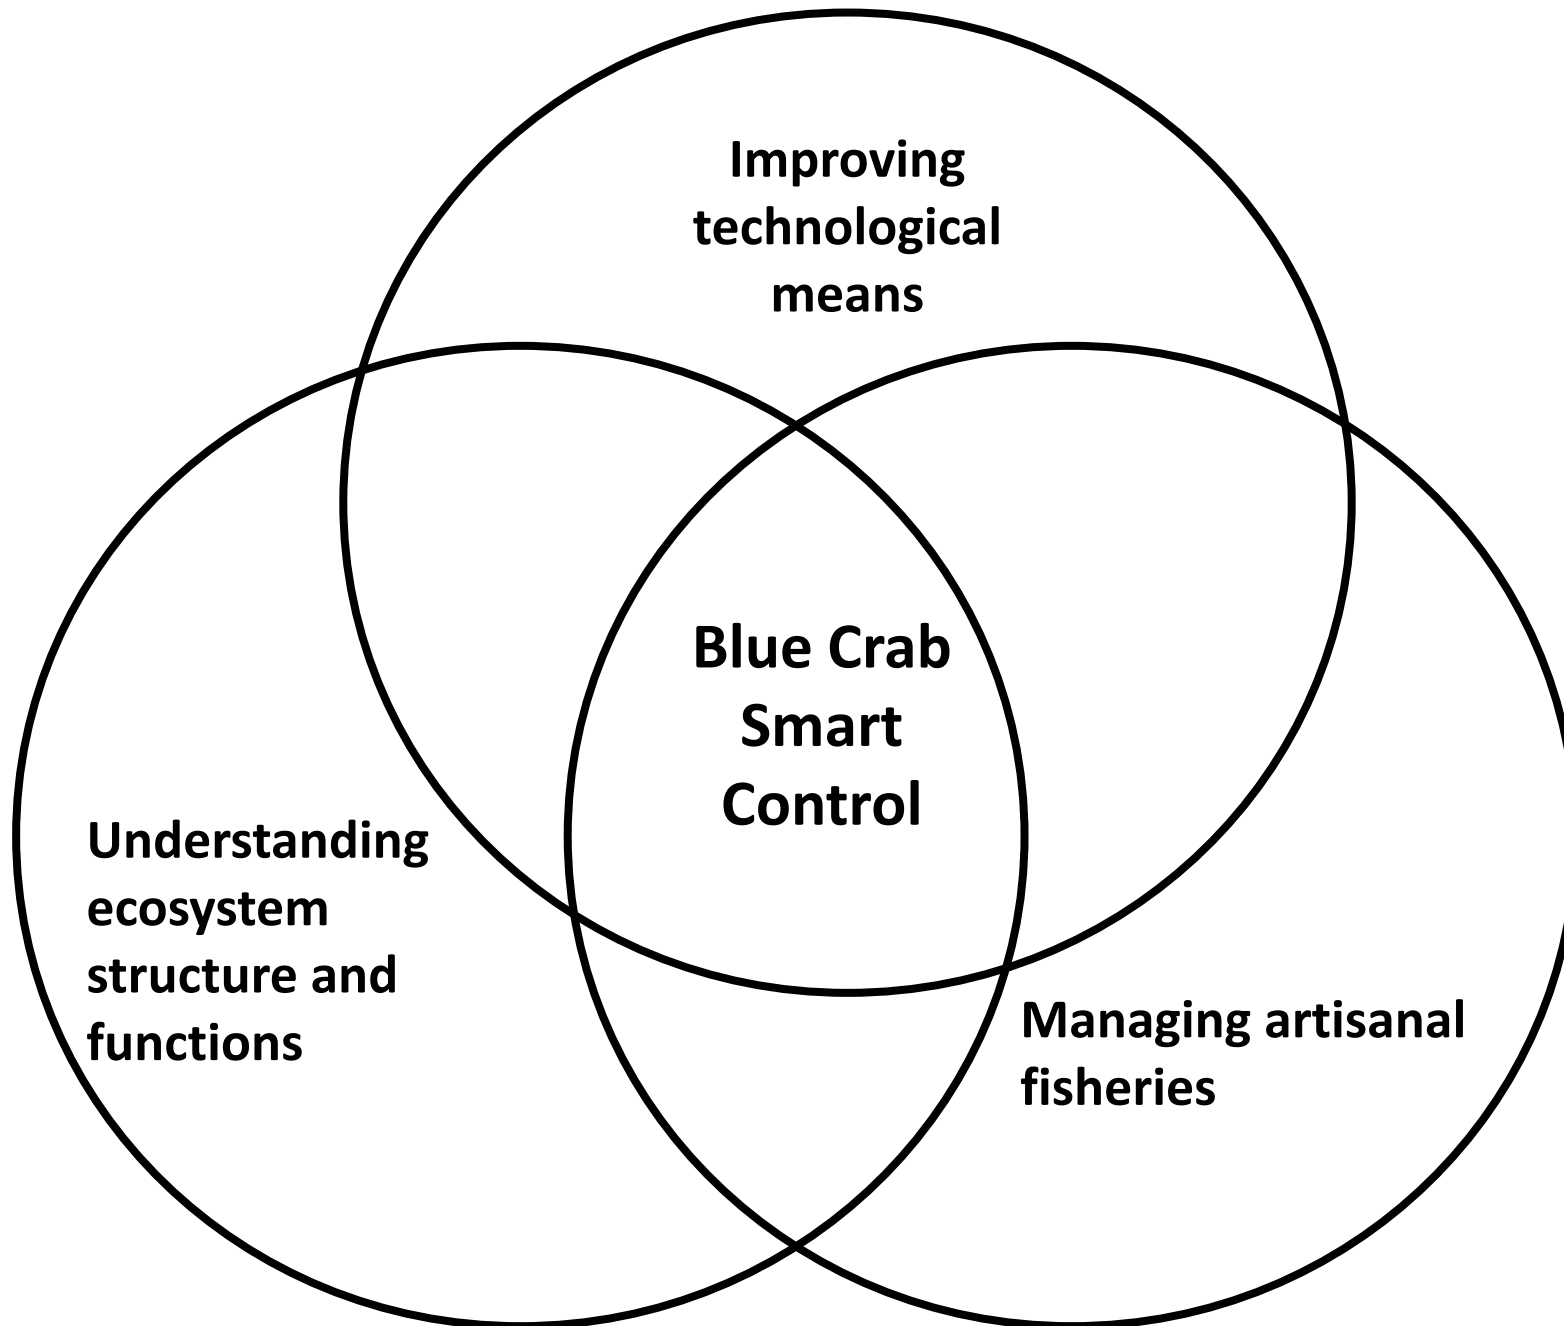 Improving
technological
means
Blue Crab
Smart
Control
Understanding
ecosystem
structure and
functions
Managing artisanal
fisheries